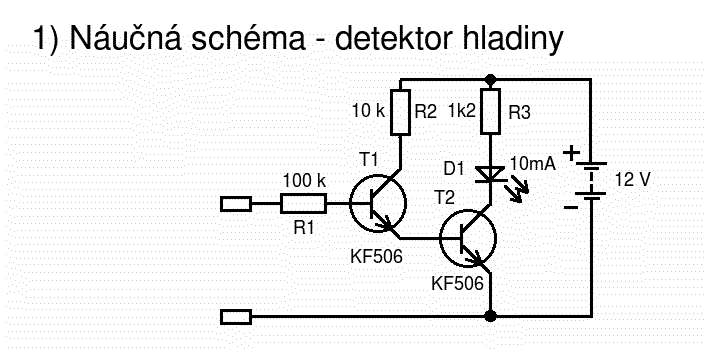 1) Náučná schéma - detektor hladiny
10 k R2 1k2 R3
T1 D1 10mA + 12 V
100 k T2 −
R1
KF506
KF506